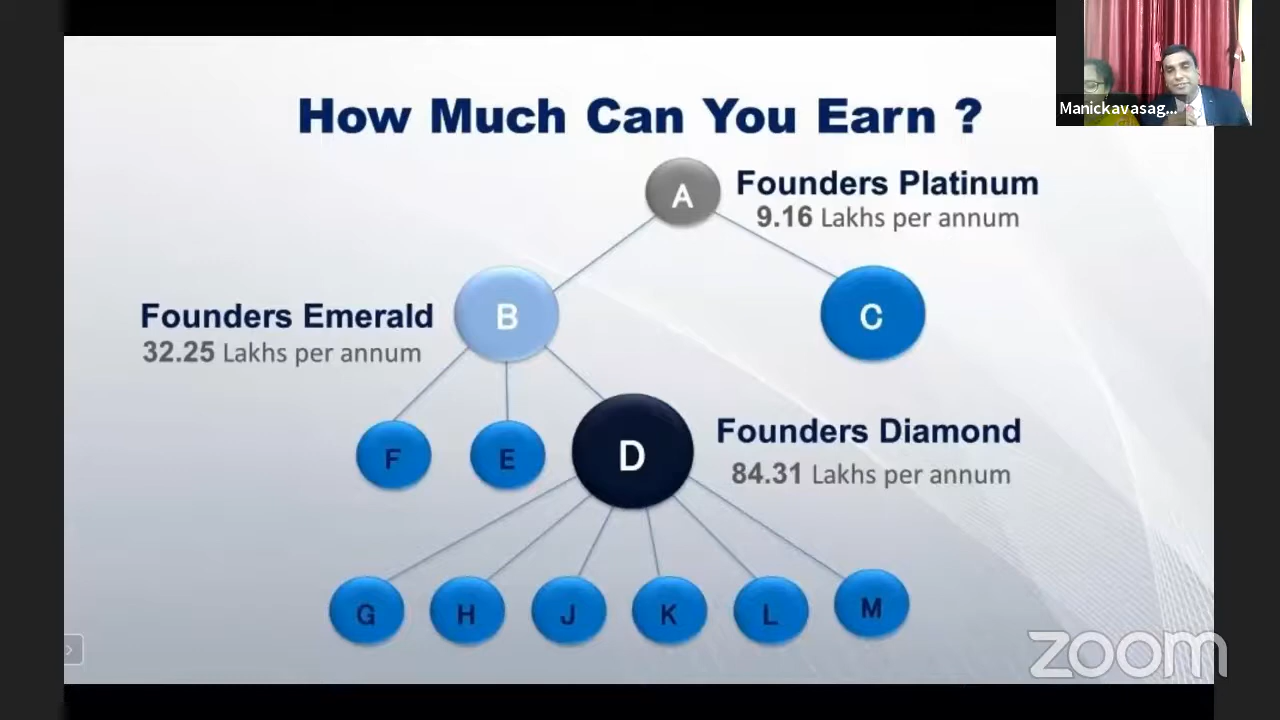 Manickavasag...
How Much Can You Earn ?
A
Founders Platinum
9.16 Lakhs per annum
Founders Emerald
32.25 Lakhs per annum
B
C
F
E
D
Founders Diamond
84.31 Lakhs per annum
G
H
J
K
L
M
zoom